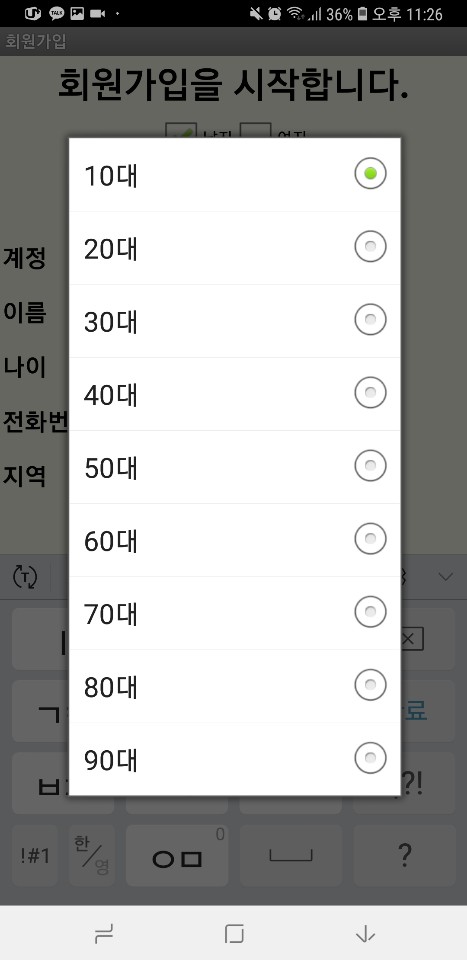 TALK 36% 오후 11:26
회원가입
회원가입을 시작합니다.
남자 여자
10대
20대
계정
30대
이름
나이
40대
전화번
50대
지역
60대
70대
80대
90대
!#1 한/영 ㅇㅁ 0 ?